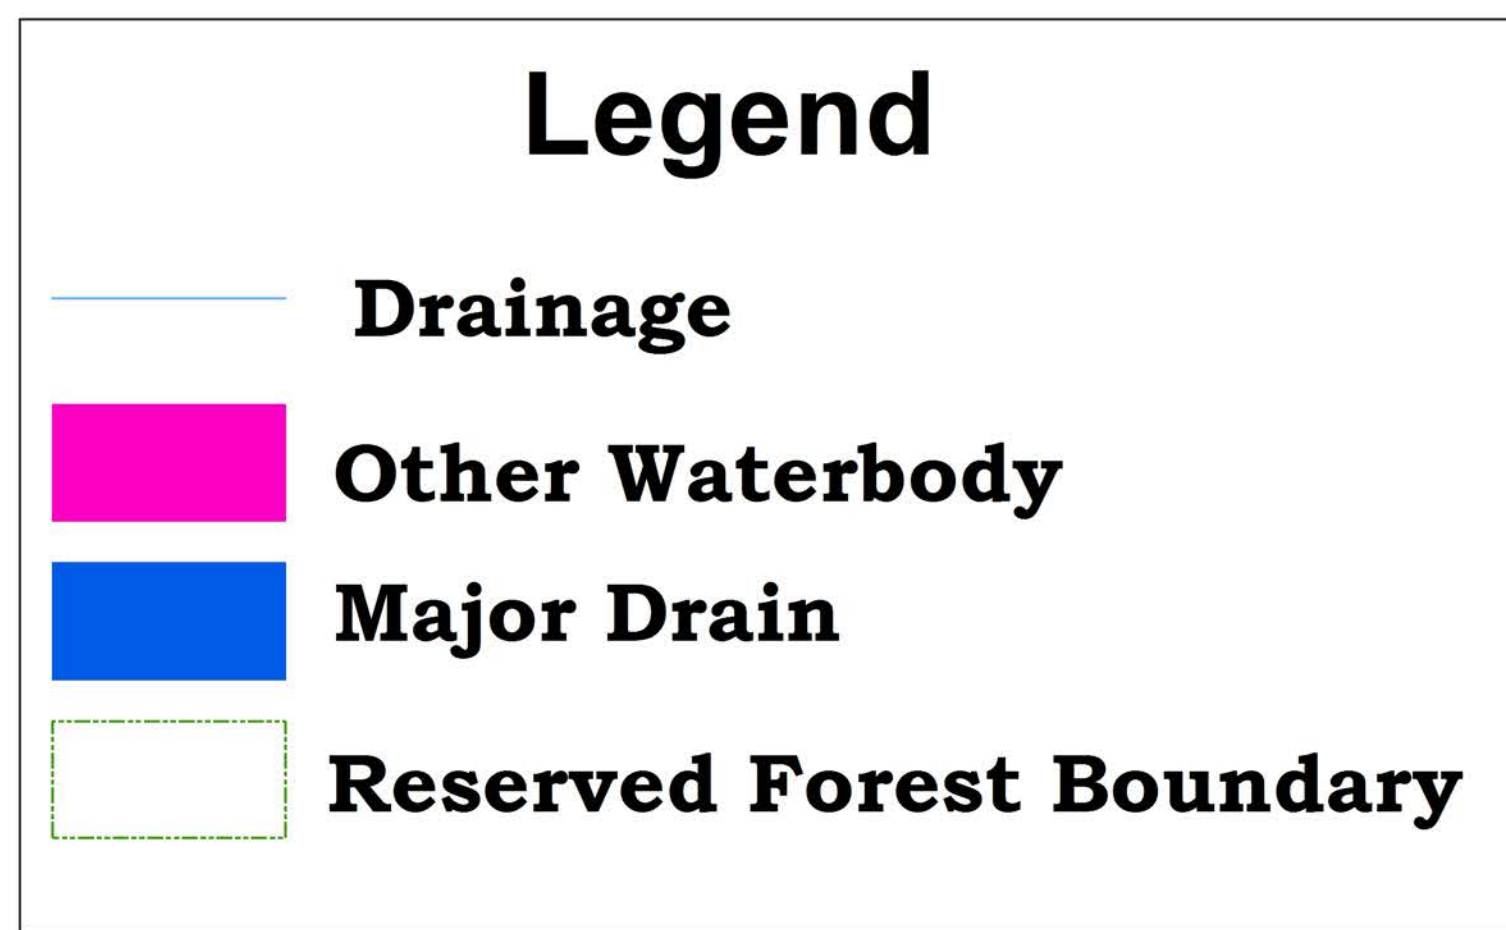 Legend
Drainage
Other Waterbody
Major Drain
Reserved Forest Boundary